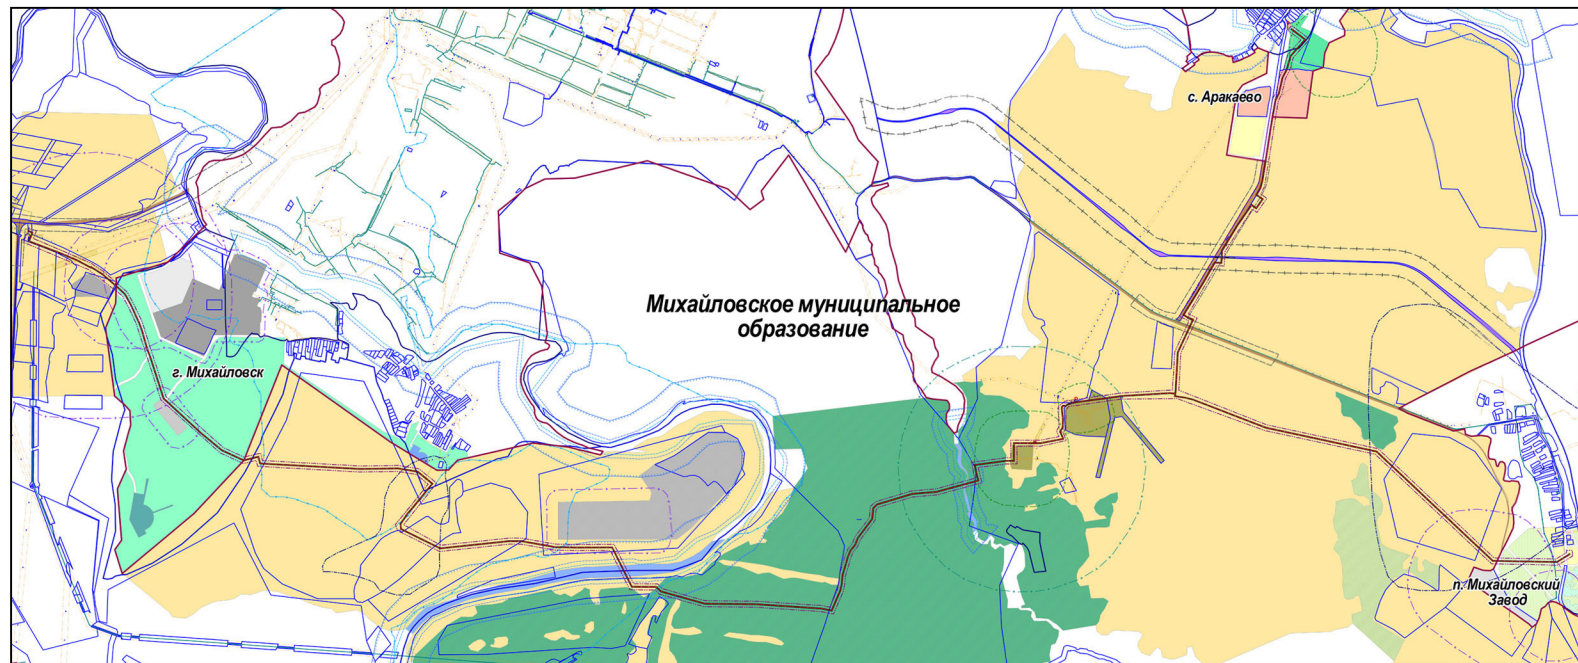 с. Аракаево
Михайловское муниципальное
образование
г. Михайловск
п. Михайловский
Завод